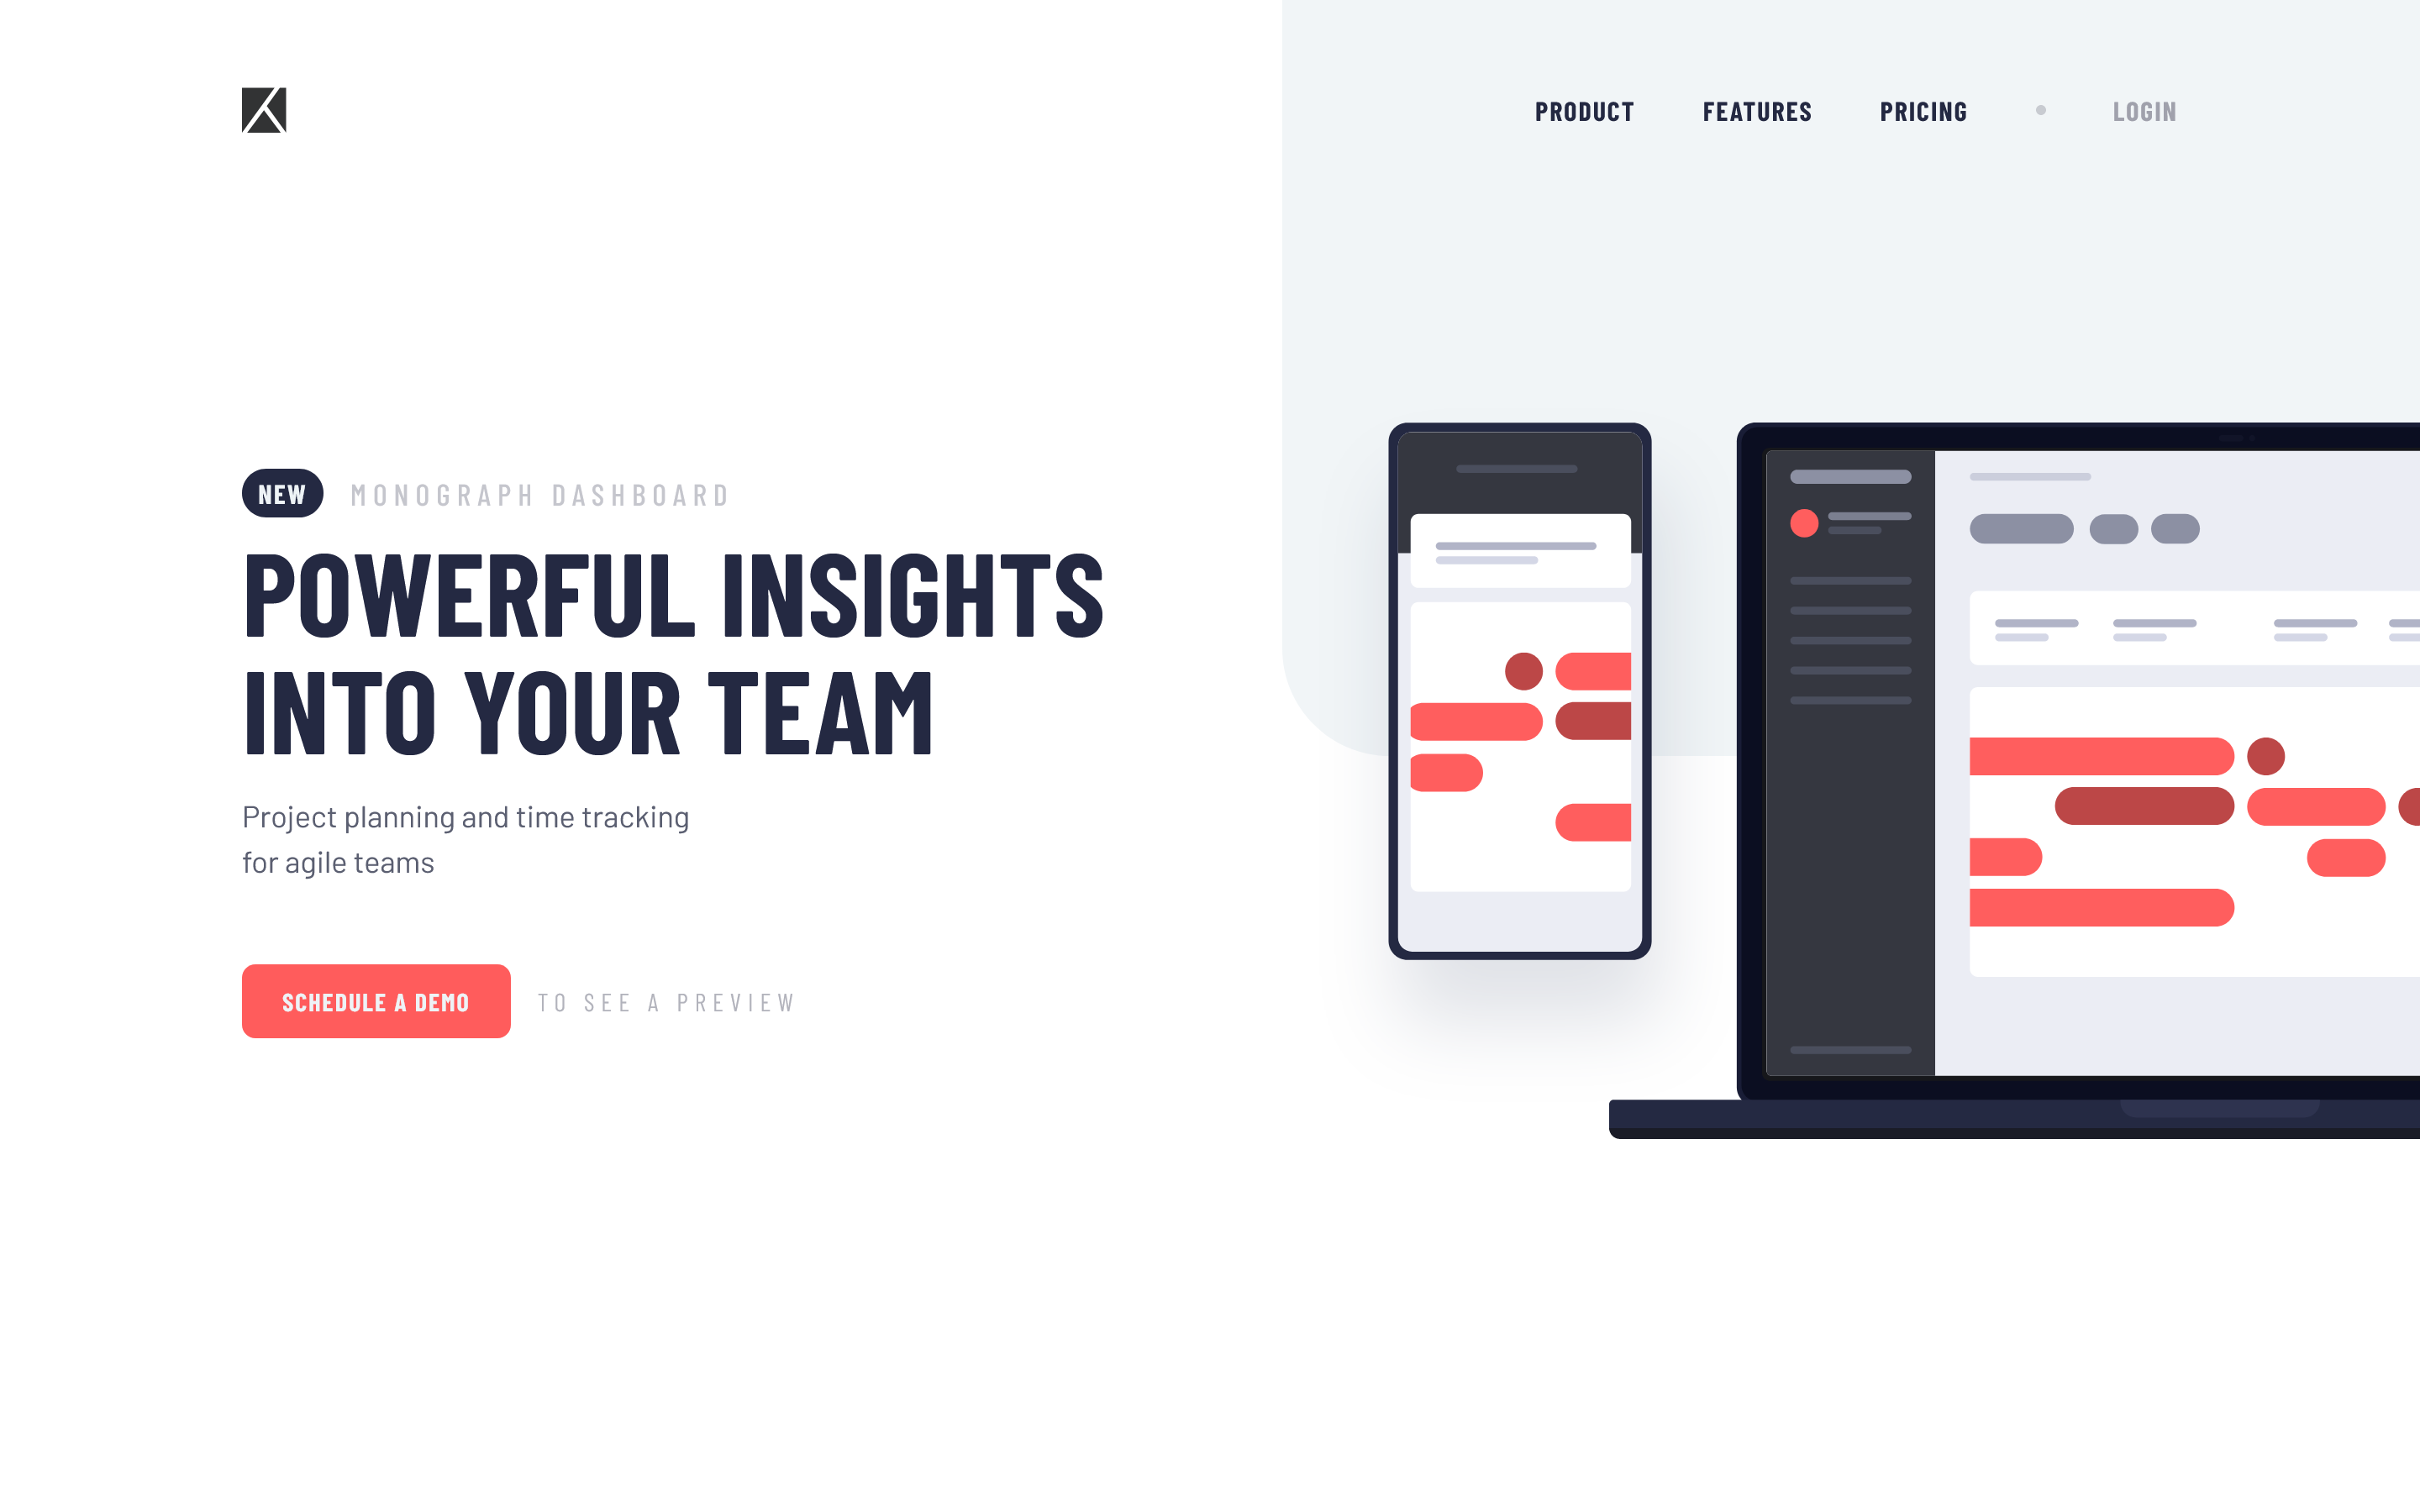 PRODUCT FEATURES PRICING LOGIN
NEW MONOGRAPH DASHBOARD
POWERFUL INSIGHTS
INTO YOUR TEAM
Project planning and time tracking
for agile teams
SCHEDULE A DEMO TO SEE A PREVIEW